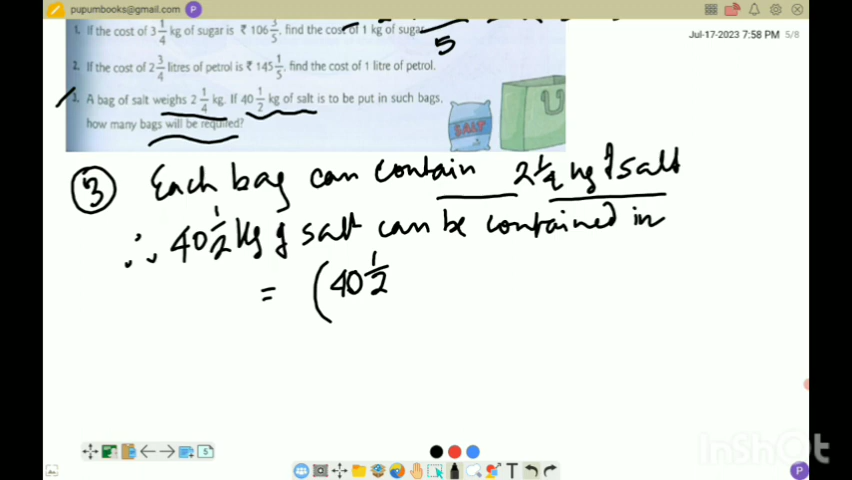 pupumbooks@gmail.com P
Jul-17-2023 7:58 PM 5/8
1. If the cost of 3 1/4 kg of sugar is ₹ 106 3/5, find the cost of 1 kg of sugar.
5
2. If the cost of 2 3/4 litres of petrol is ₹ 145 1/5, find the cost of 1 litre of petrol.
3. A bag of salt weighs 2 1/4 kg. If 40 1/2 kg of salt is to be put in such bags,
how many bags will be required?
SALT
③ Each bag can contain 2 1/4 kg of salt
∴ 40 1/2 kg of salt can be contained in
= (40 1/2
InShOt
5
T
P